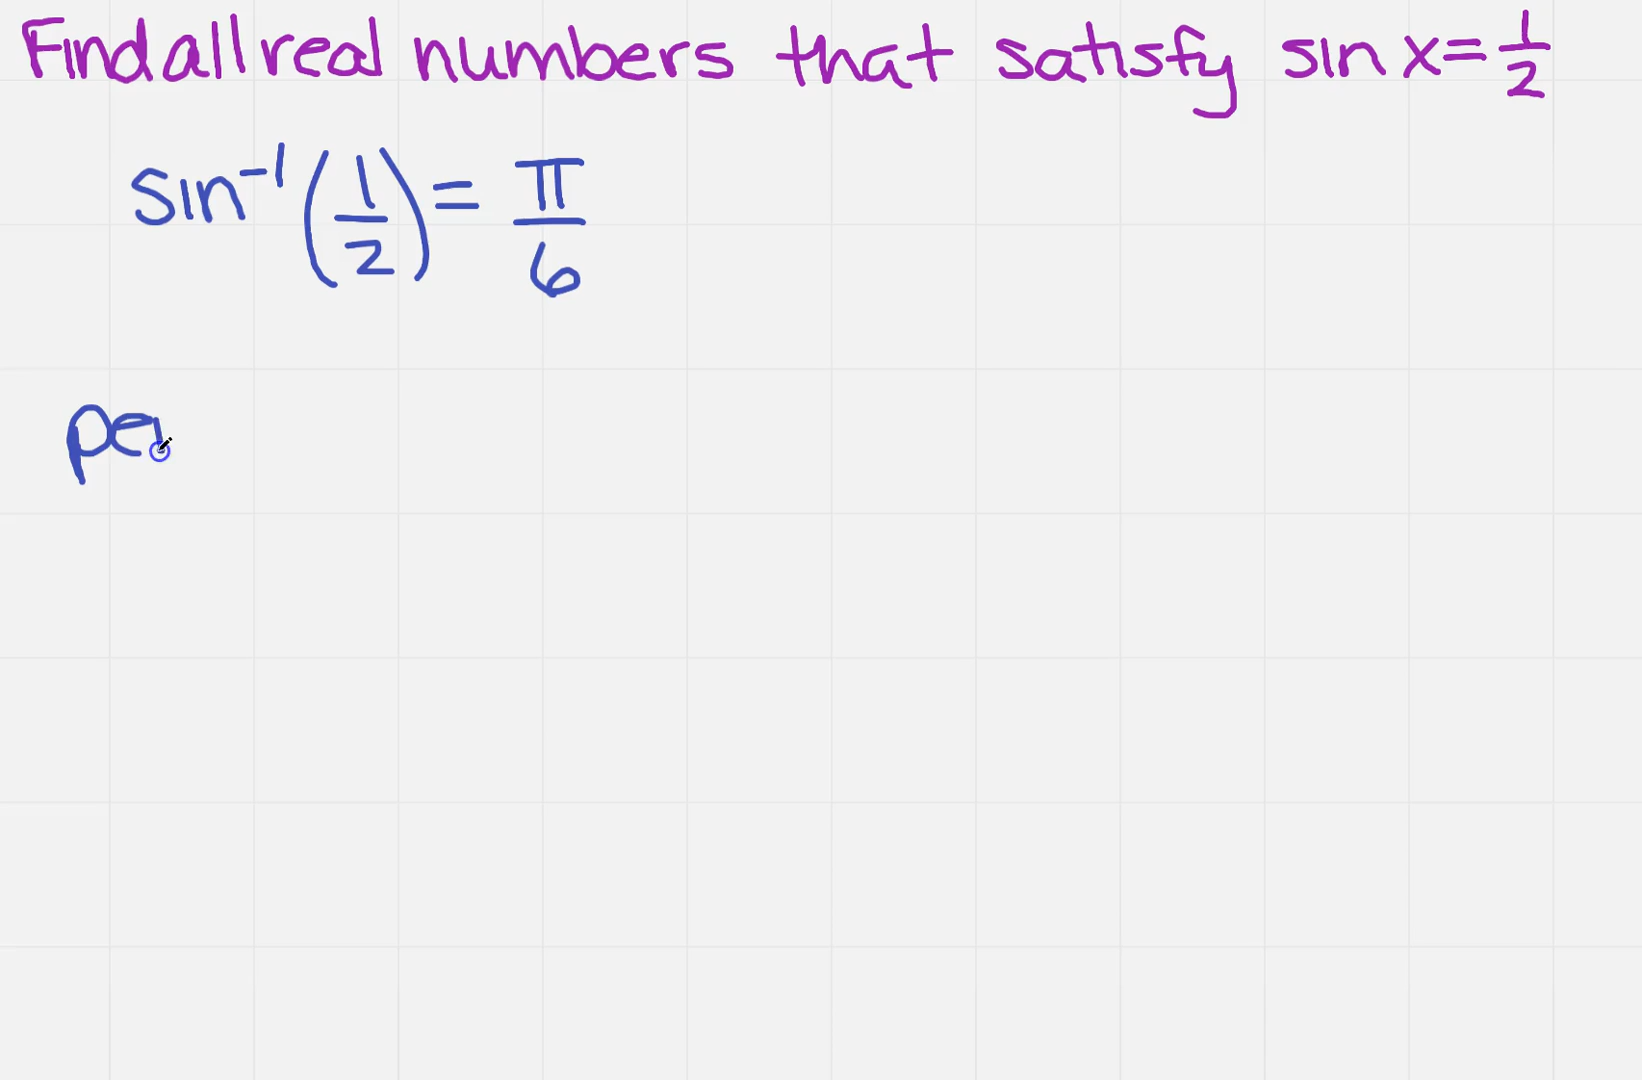 Find all real numbers that satisfy sin x = 1/2
sin⁻¹(1/2) = π/6
pe